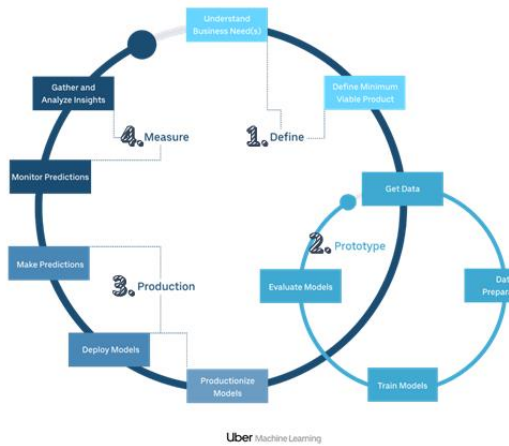 Understand
Business Need(s)
Define Minimum
Viable Product
1. Define
Get Data
2. Prototype
Evaluate Models
Train Models
Productionize
Models
3. Production
Deploy Models
Make Predictions
4. Measure
Monitor Predictions
Gather and
Analyze Insights
Uber Machine Learning